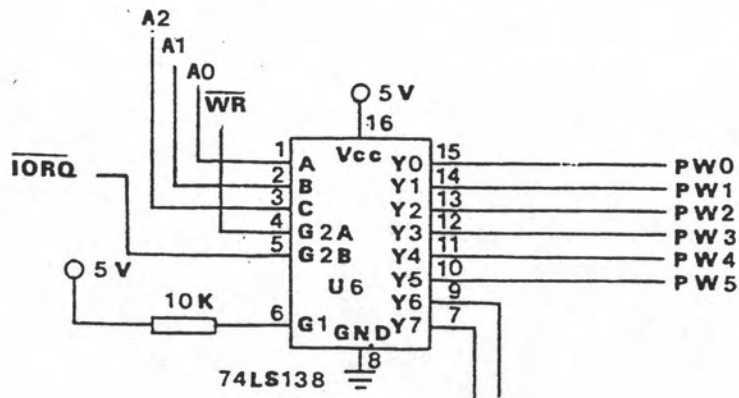 A2
A1
A0
WR
5 V
16
IORQ
1 A Vcc Y0 15 PW0
2 B Y1 14 PW1
3 C Y2 13 PW2
4 G2A Y3 12 PW3
5 G2B Y4 11 PW4
5 V
U6 Y5 10 PW5
Y6 9
10K
6 G1 GND Y7 7
8
74LS138